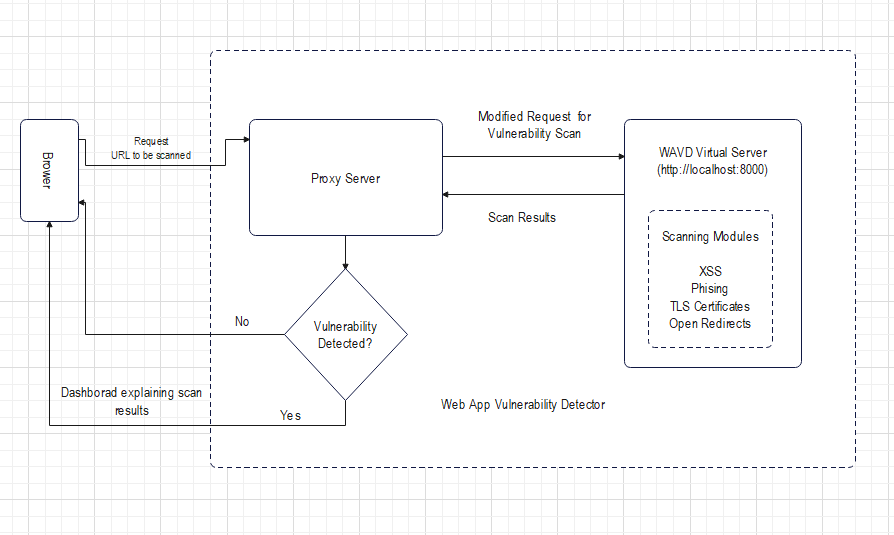 Brower
Request
URL to be scanned
Proxy Server
Modified Request for
Vulnerability Scan
Scan Results
WAVD Virtual Server
(http://localhost:8000)
Scanning Modules
XSS
Phising
TLS Certificates
Open Redirects
Vulnerability
Detected?
No
Yes
Dashborad explaining scan
results
Web App Vulnerability Detector